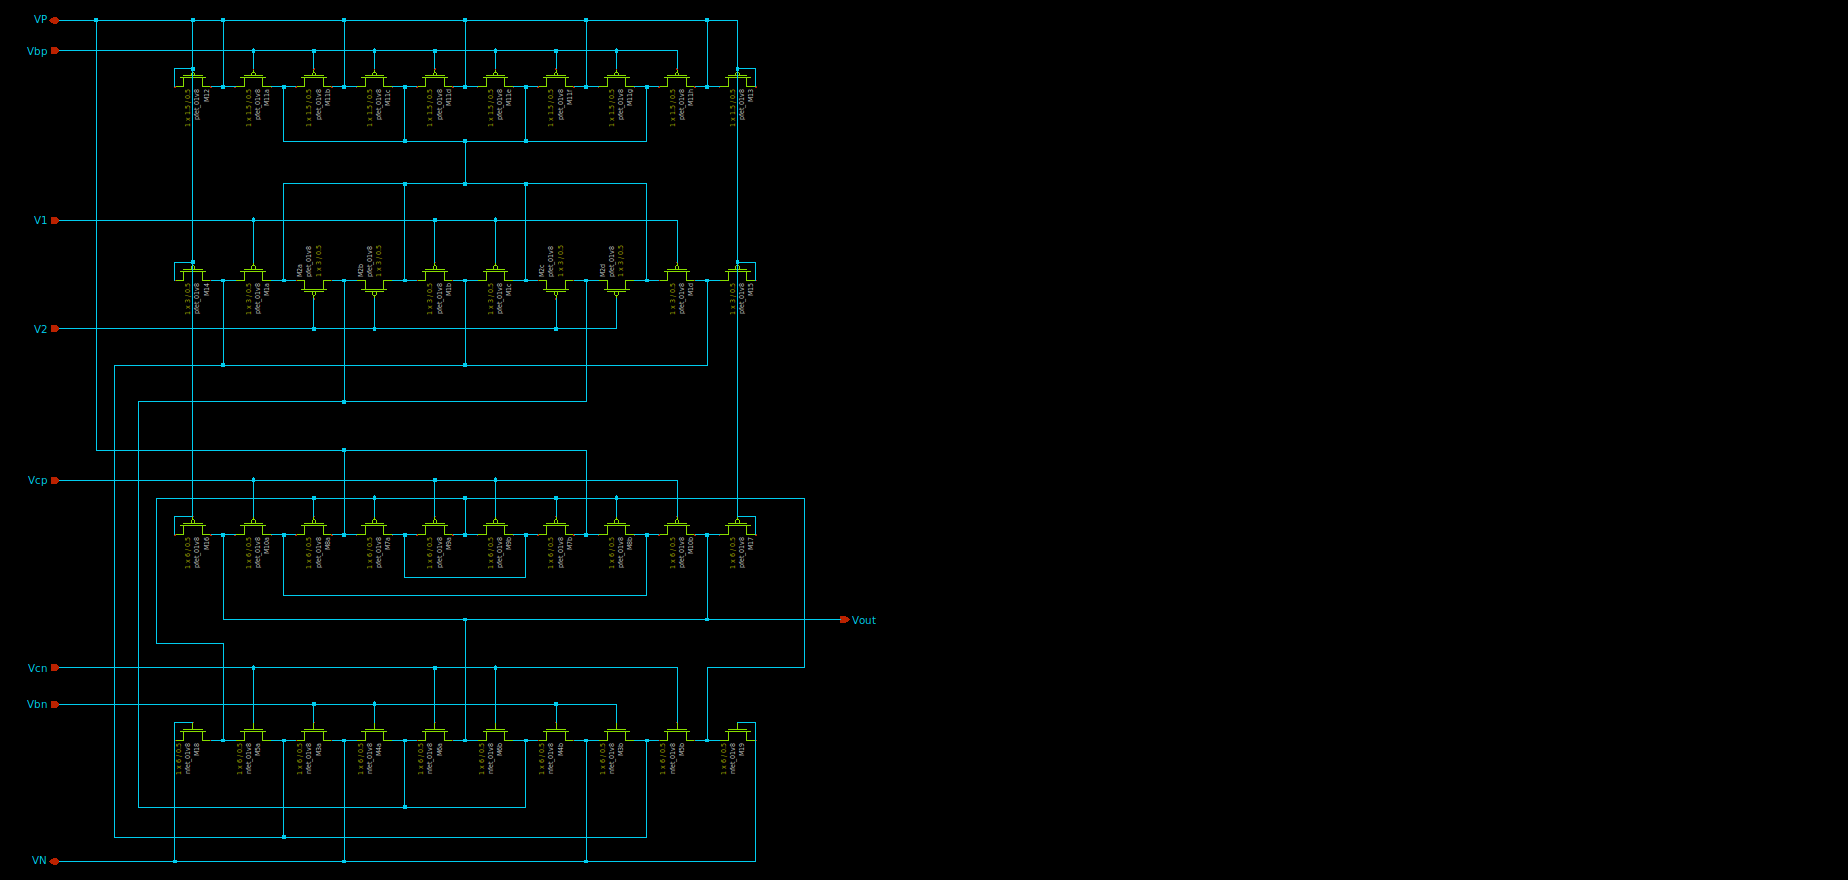 VP
Vbp
1 x 1.5 / 0.5 pfet_01v8 M12
1 x 1.5 / 0.5 pfet_01v8 M11a
1 x 1.5 / 0.5 pfet_01v8 M11b
1 x 1.5 / 0.5 pfet_01v8 M11c
1 x 1.5 / 0.5 pfet_01v8 M11d
1 x 1.5 / 0.5 pfet_01v8 M11e
1 x 1.5 / 0.5 pfet_01v8 M11f
1 x 1.5 / 0.5 pfet_01v8 M11g
1 x 1.5 / 0.5 pfet_01v8 M11h
1 x 1.5 / 0.5 pfet_01v8 M13
V1
1 x 3 / 0.5 pfet_01v8 M14
1 x 3 / 0.5 pfet_01v8 M1a
M2a pfet_01v8 1 x 3 / 0.5
M2b pfet_01v8 1 x 3 / 0.5
1 x 3 / 0.5 pfet_01v8 M1b
1 x 3 / 0.5 pfet_01v8 M1c
M2c pfet_01v8 1 x 3 / 0.5
M2d pfet_01v8 1 x 3 / 0.5
1 x 3 / 0.5 pfet_01v8 M1d
1 x 3 / 0.5 pfet_01v8 M15
V2
Vcp
1 x 6 / 0.5 pfet_01v8 M16
1 x 6 / 0.5 pfet_01v8 M10a
1 x 6 / 0.5 pfet_01v8 M8a
1 x 6 / 0.5 pfet_01v8 M7a
1 x 6 / 0.5 pfet_01v8 M9a
1 x 6 / 0.5 pfet_01v8 M9b
1 x 6 / 0.5 pfet_01v8 M7b
1 x 6 / 0.5 pfet_01v8 M8b
1 x 6 / 0.5 pfet_01v8 M10b
1 x 6 / 0.5 pfet_01v8 M17
Vout
Vcn
Vbn
1 x 6 / 0.5 nfet_01v8 M18
1 x 6 / 0.5 nfet_01v8 M5a
1 x 6 / 0.5 nfet_01v8 M3a
1 x 6 / 0.5 nfet_01v8 M4a
1 x 6 / 0.5 nfet_01v8 M6a
1 x 6 / 0.5 nfet_01v8 M6b
1 x 6 / 0.5 nfet_01v8 M4b
1 x 6 / 0.5 nfet_01v8 M3b
1 x 6 / 0.5 nfet_01v8 M5b
1 x 6 / 0.5 nfet_01v8 M19
VN